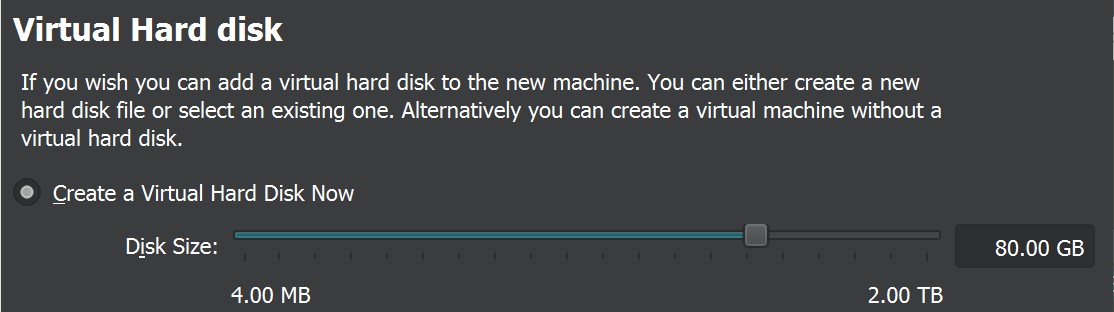 Virtual Hard disk
If you wish you can add a virtual hard disk to the new machine. You can either create a new
hard disk file or select an existing one. Alternatively you can create a virtual machine without a
virtual hard disk.
Create a Virtual Hard Disk Now
Disk Size:
80.00 GB
4.00 MB
2.00 TB